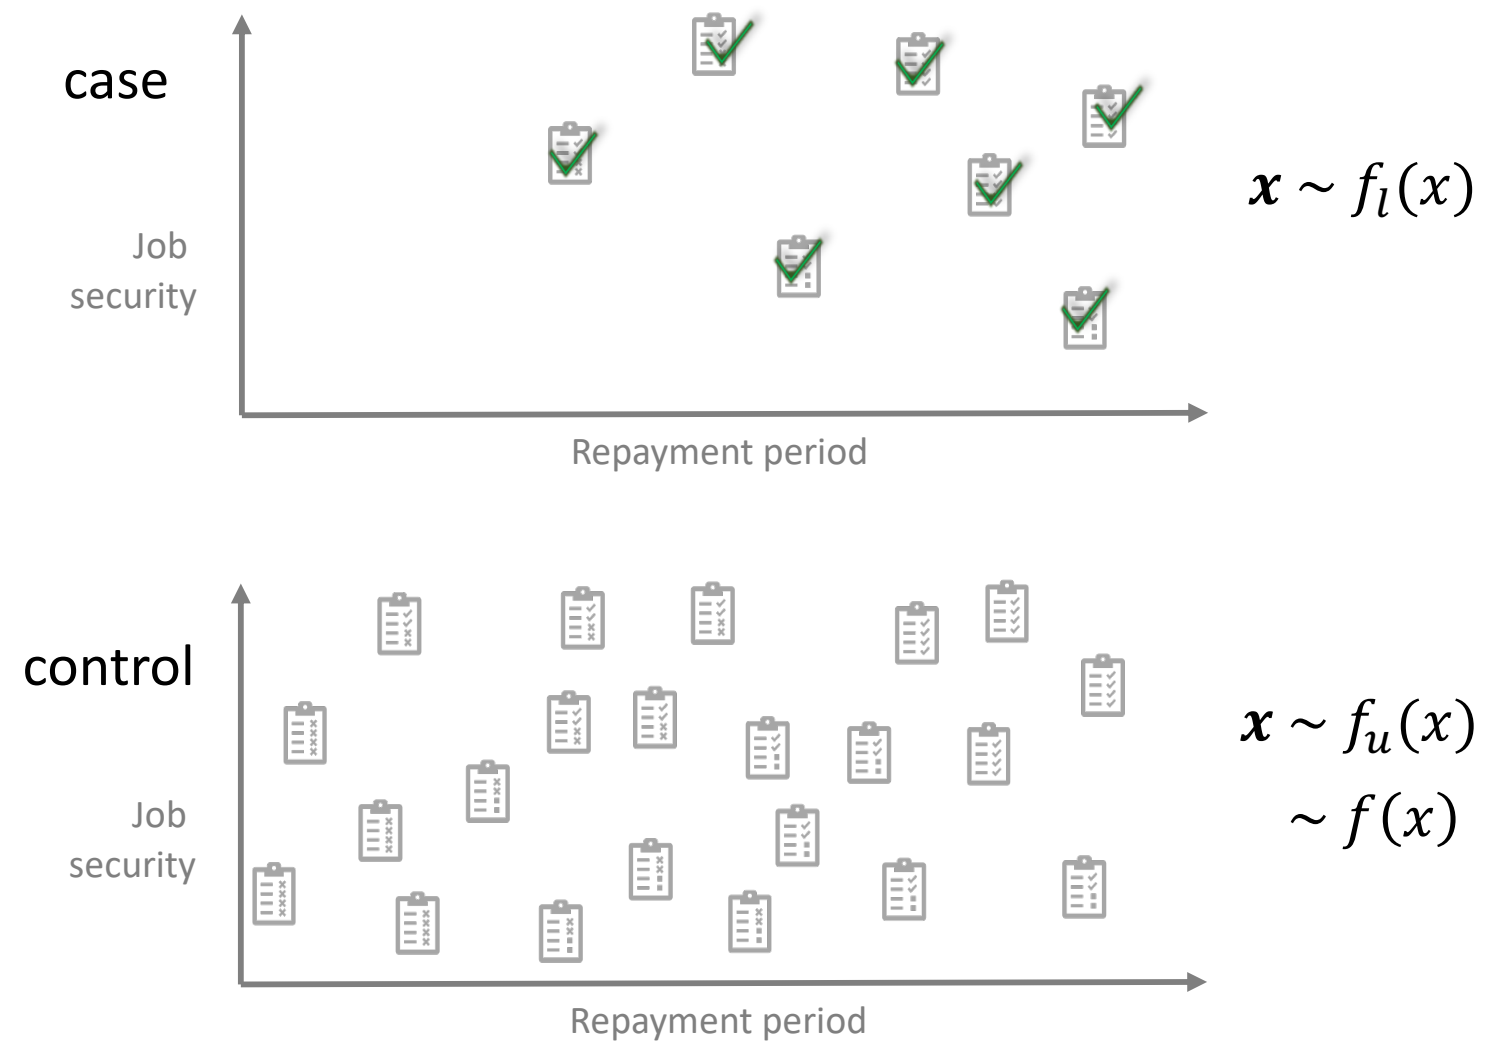 case
Job
security
Repayment period
𝒙 ~ f_l(x)
control
Job
security
Repayment period
𝒙 ~ f_u(x)
~ f(x)